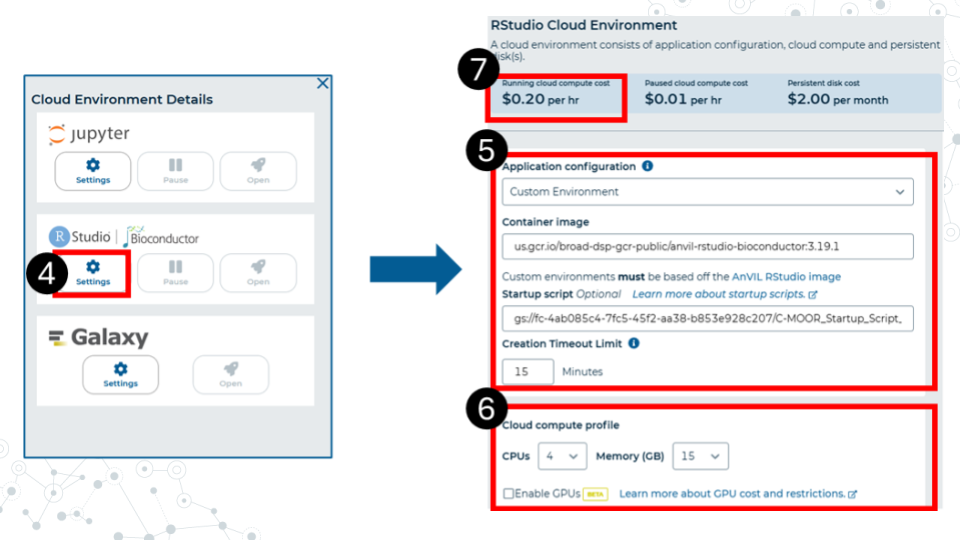 Cloud Environment Details
Jupyter
Settings
Pause
Open
R Studio | Bioconductor
4
Settings
Pause
Open
Galaxy
Settings
Open
RStudio Cloud Environment
A cloud environment consists of application configuration, cloud compute and persistent
disk(s).
7
Running cloud compute cost
$0.20 per hr
Paused cloud compute cost
$0.01 per hr
Persistent disk cost
$2.00 per month
5
Application configuration
Custom Environment
Container image
us.gcr.io/broad-dsp-gcr-public/anvil-rstudio-bioconductor:3.19.1
Custom environments must be based off the AnVIL RStudio image
Startup script Optional Learn more about startup scripts.
gs://fc-4ab085c4-7fc5-45f2-aa38-b853e928c207/C-MOOR_Startup_Script_
Creation Timeout Limit
15 Minutes
6
Cloud compute profile
CPUs 4 Memory (GB) 15
Enable GPUs BETA Learn more about GPU cost and restrictions.